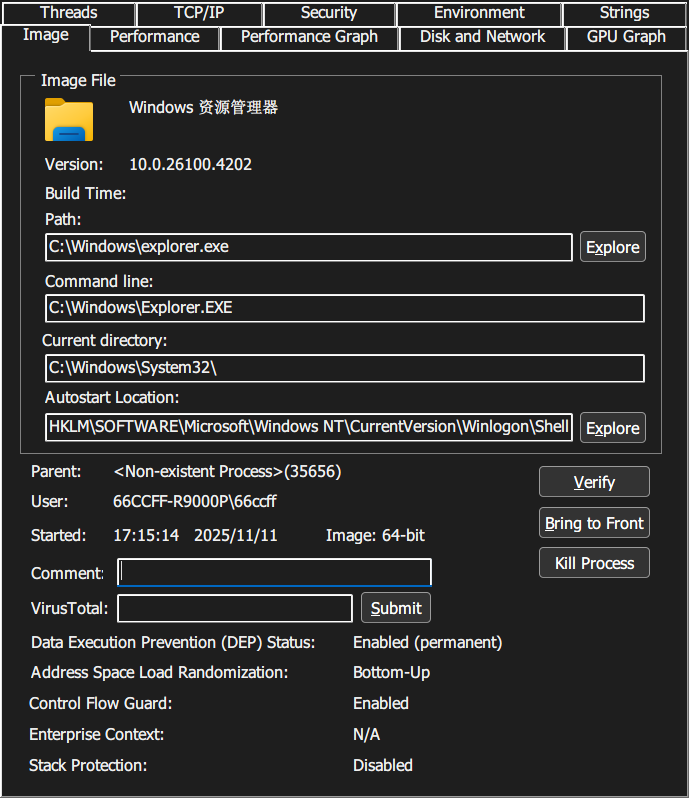 Threads TCP/IP Security Environment Strings
Image Performance Performance Graph Disk and Network GPU Graph
Image File
Windows 资源管理器
Version: 10.0.26100.4202
Build Time:
Path:
C:\Windows\explorer.exe Explore
Command line:
C:\Windows\Explorer.EXE
Current directory:
C:\Windows\System32\
Autostart Location:
HKLM\SOFTWARE\Microsoft\Windows NT\CurrentVersion\Winlogon\Shell Explore
Parent: <Non-existent Process>(35656)
Verify
User: 66CCFF-R9000P\66ccff
Bring to Front
Started: 17:15:14 2025/11/11 Image: 64-bit
Kill Process
Comment:
VirusTotal: Submit
Data Execution Prevention (DEP) Status: Enabled (permanent)
Address Space Load Randomization: Bottom-Up
Control Flow Guard: Enabled
Enterprise Context: N/A
Stack Protection: Disabled